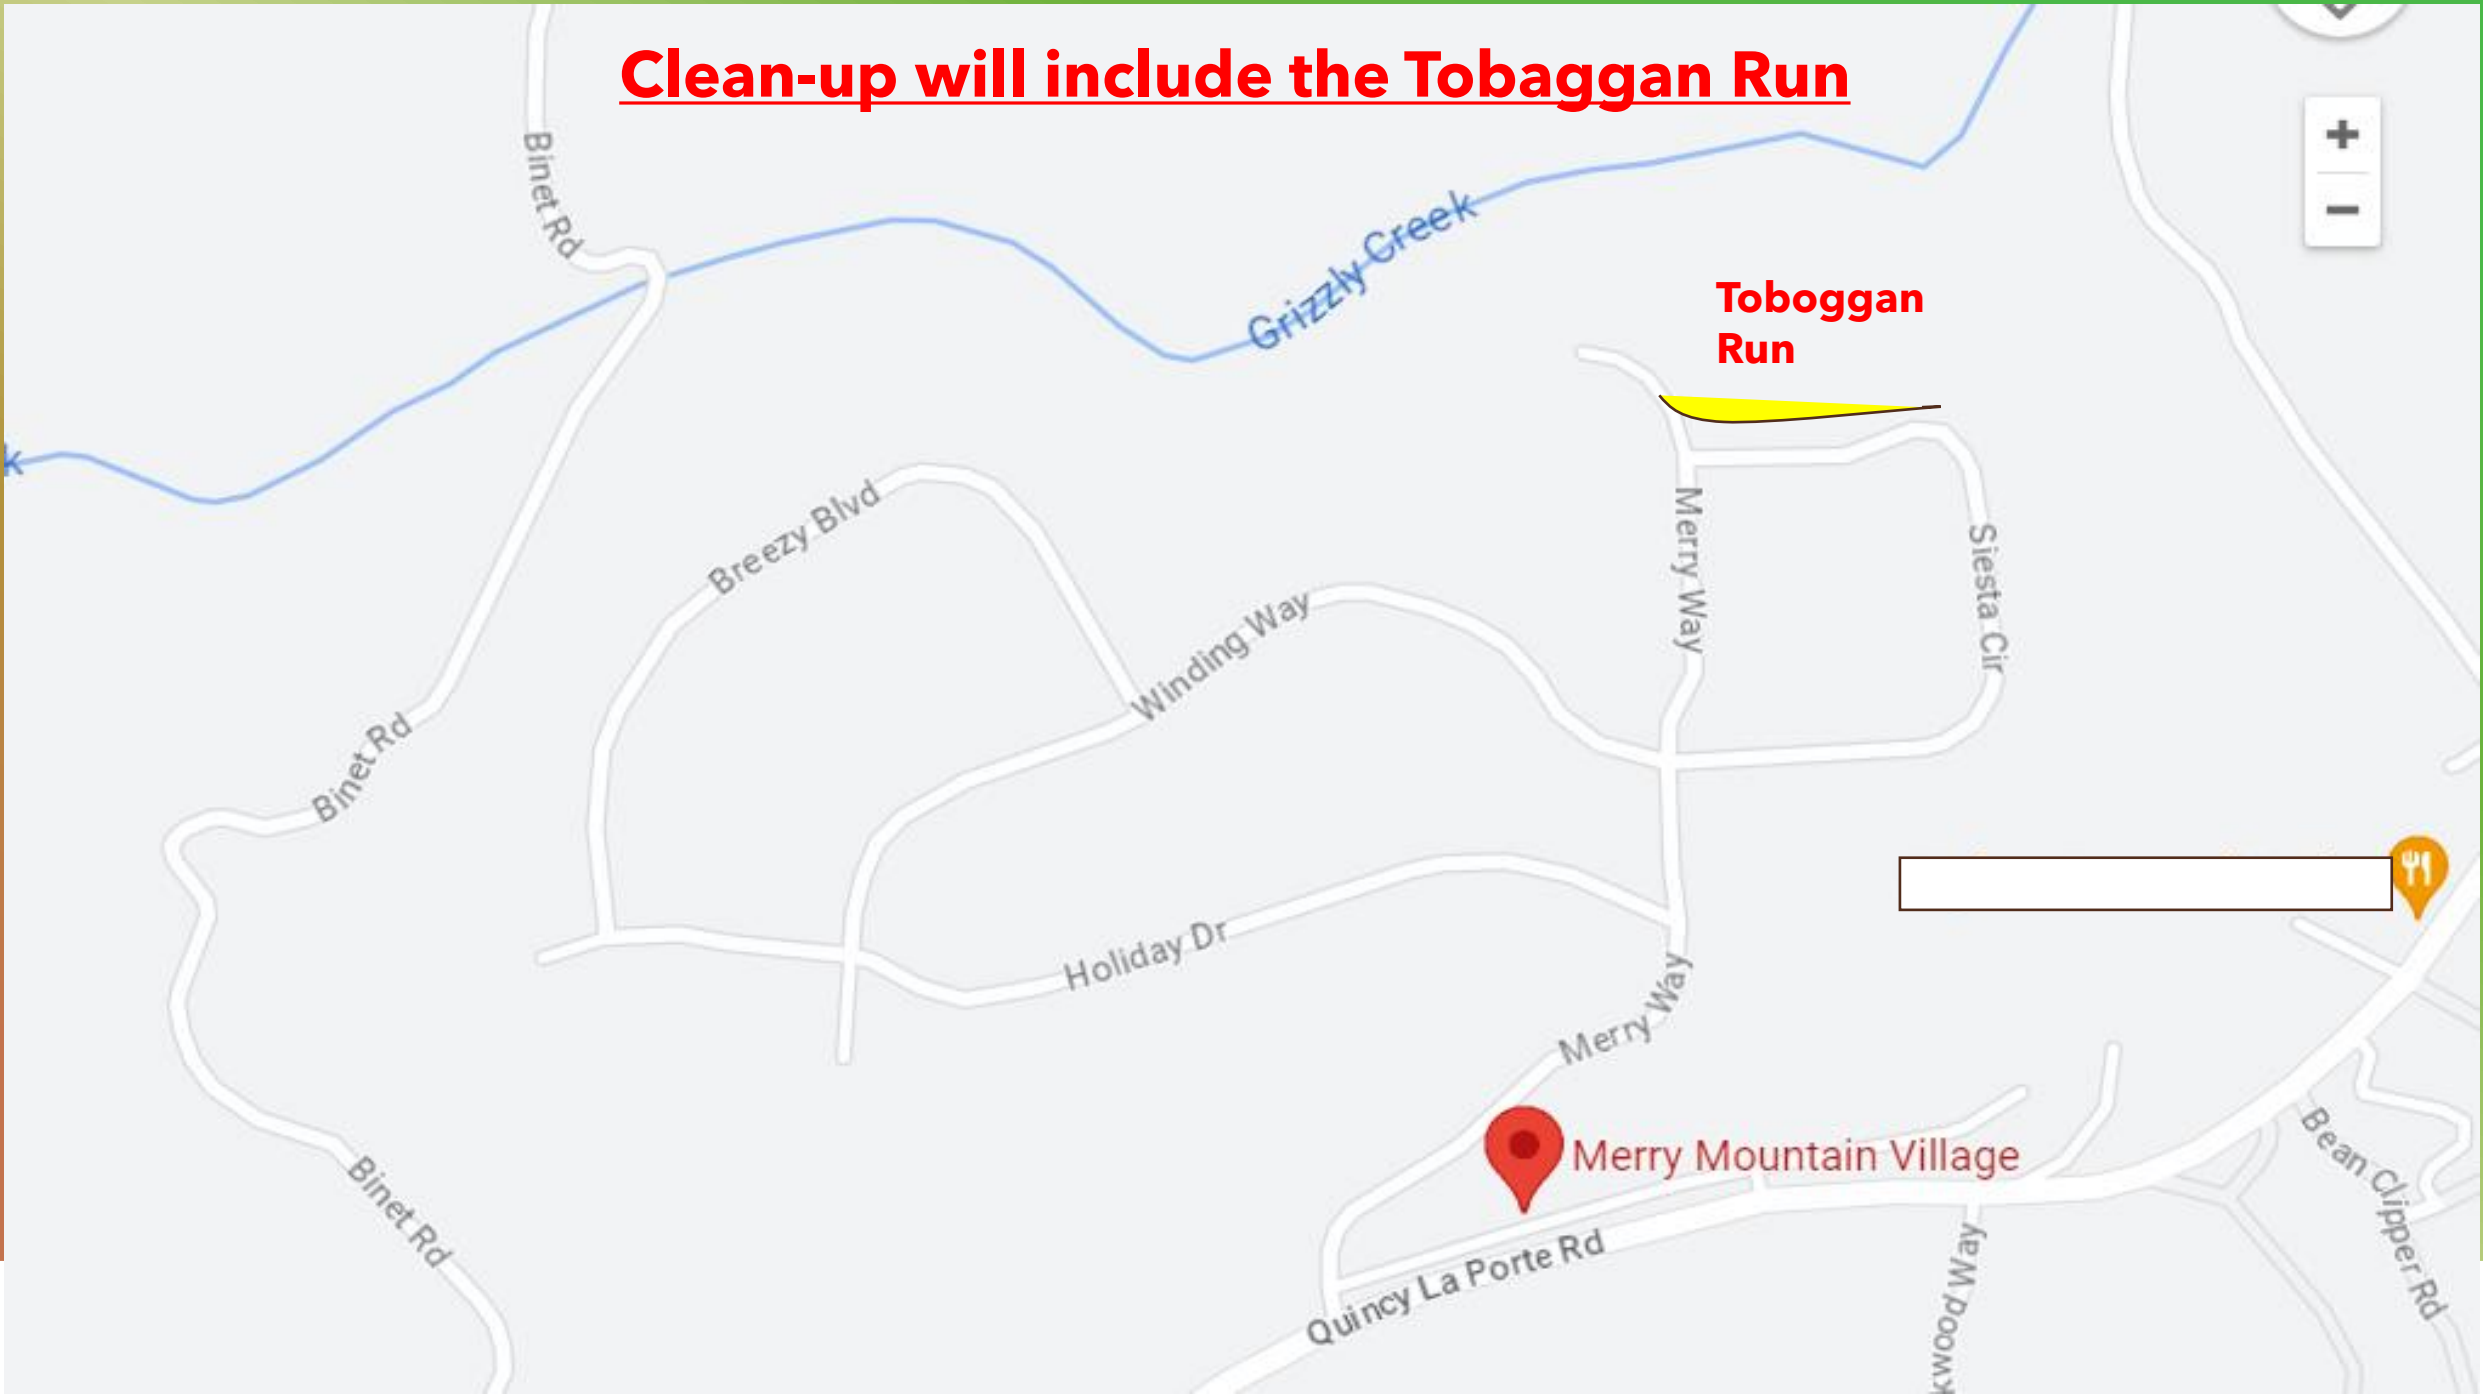 Clean-up will include the Tobaggan Run
Binet Rd
Grizzly Creek
+
−
Toboggan
Run
k
Breezy Blvd
Merry Way
Siesta Cir
Winding Way
Binet Rd
Holiday Dr
Merry Way
Merry Mountain Village
Binet Rd
Quincy La Porte Rd
Bean Clipper Rd
kwood Way